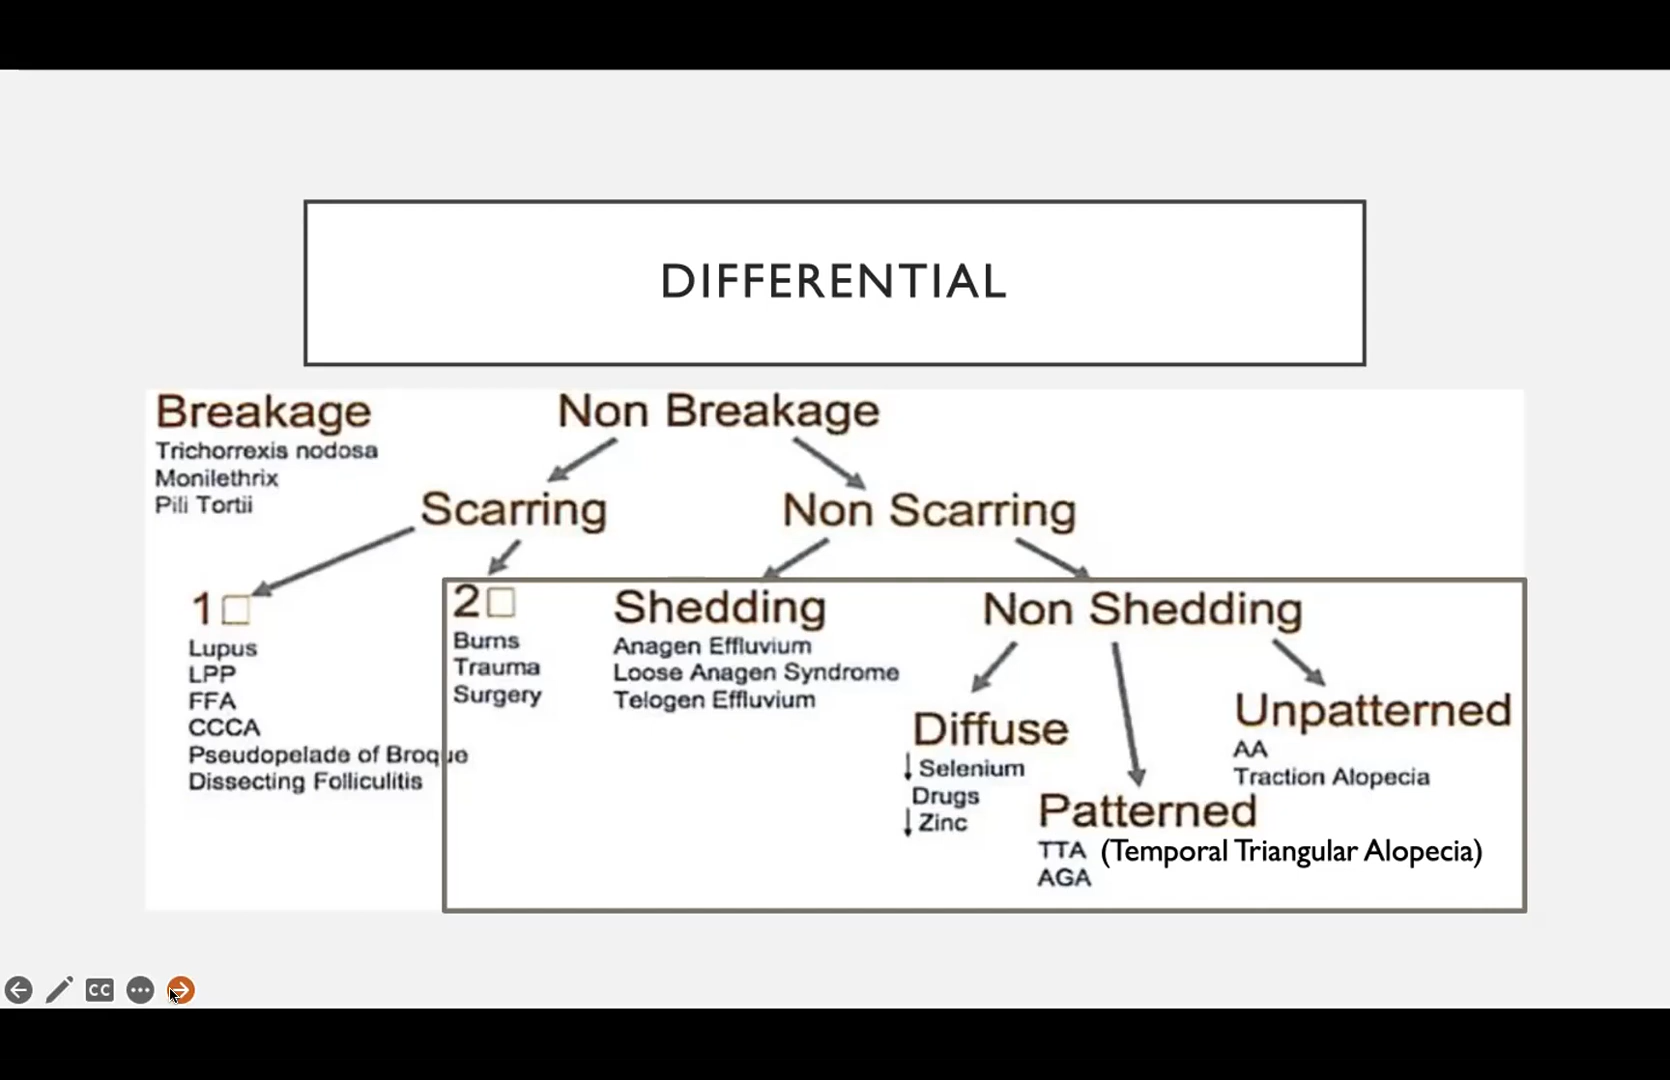 DIFFERENTIAL
Breakage
Trichorrexis nodosa
Monilethrix
Pili Tortii
Non Breakage
Scarring
Non Scarring
1□
Lupus
LPP
FFA
CCCA
Pseudopelade of Broque
Dissecting Folliculitis
2□
Burns
Trauma
Surgery
Shedding
Anagen Effluvium
Loose Anagen Syndrome
Telogen Effluvium
Non Shedding
Diffuse
↓ Selenium
Drugs
↓ Zinc
Patterned
TTA (Temporal Triangular Alopecia)
AGA
Unpatterned
AA
Traction Alopecia
CC